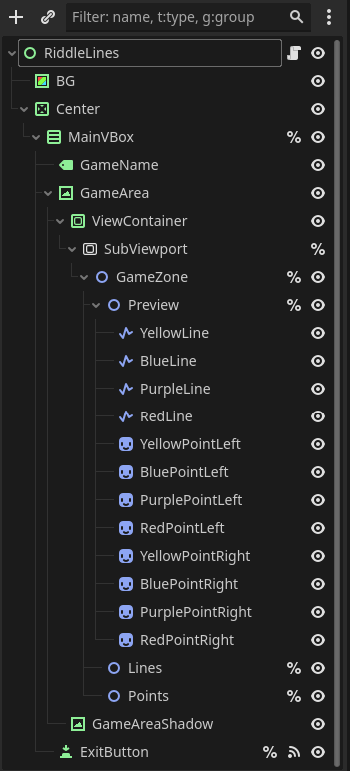 Filter: name, t:type, g:group
RiddleLines
BG
Center
MainVBox %
GameName
GameArea
ViewContainer
SubViewport %
GameZone %
Preview %
YellowLine
BlueLine
PurpleLine
RedLine
YellowPointLeft
BluePointLeft
PurplePointLeft
RedPointLeft
YellowPointRight
BluePointRight
PurplePointRight
RedPointRight
Lines %
Points %
GameAreaShadow
ExitButton %